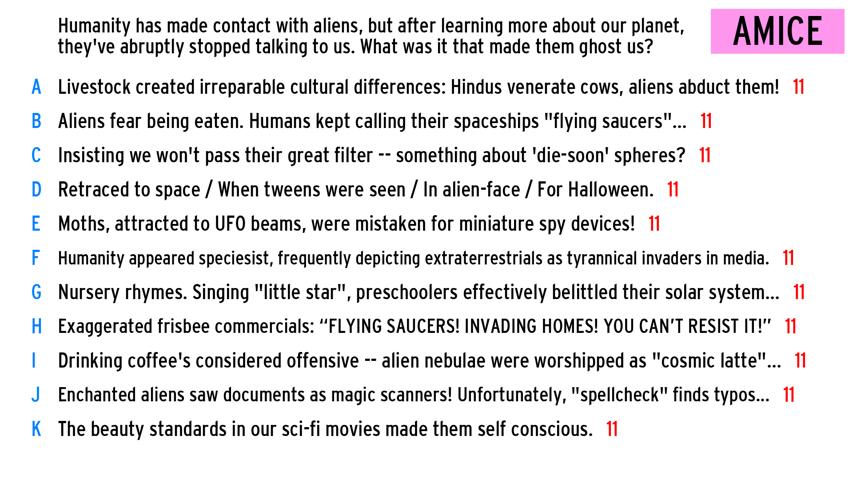 Humanity has made contact with aliens, but after learning more about our planet,
they've abruptly stopped talking to us. What was it that made them ghost us?
AMICE
A Livestock created irreparable cultural differences: Hindus venerate cows, aliens abduct them! 11
B Aliens fear being eaten. Humans kept calling their spaceships "flying saucers"... 11
C Insisting we won't pass their great filter -- something about 'die-soon' spheres? 11
D Retraced to space / When tweens were seen / In alien-face / For Halloween. 11
E Moths, attracted to UFO beams, were mistaken for miniature spy devices! 11
F Humanity appeared speciesist, frequently depicting extraterrestrials as tyrannical invaders in media. 11
G Nursery rhymes. Singing "little star", preschoolers effectively belittled their solar system... 11
H Exaggerated frisbee commercials: “FLYING SAUCERS! INVADING HOMES! YOU CAN’T RESIST IT!” 11
I Drinking coffee's considered offensive -- alien nebulae were worshipped as "cosmic latte"... 11
J Enchanted aliens saw documents as magic scanners! Unfortunately, "spellcheck" finds typos... 11
K The beauty standards in our sci-fi movies made them self conscious. 11